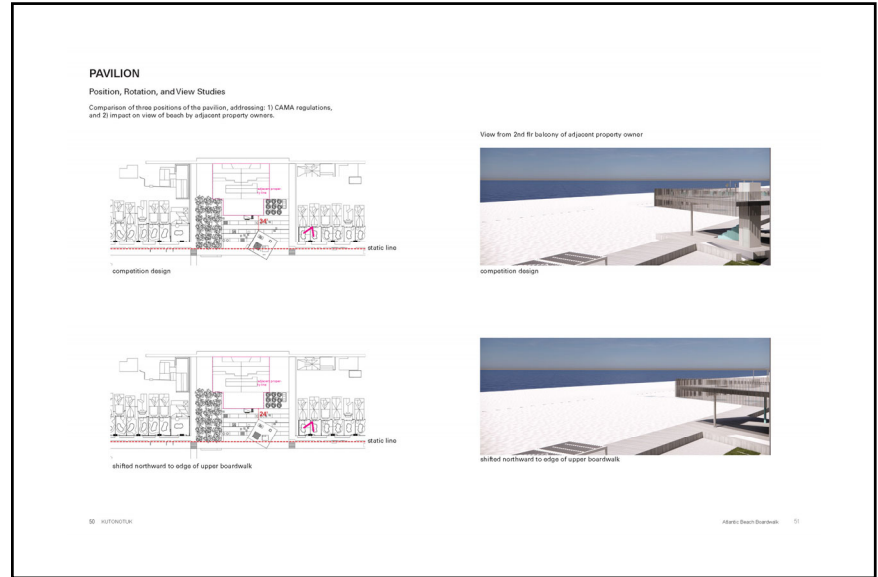 PAVILION
Position, Rotation, and View Studies
Comparison of three positions of the pavilion, addressing: 1) CAMA regulations,
and 2) impact on view of beach by adjacent property owners.
View from 2nd flr balcony of adjacent property owner
34'
static line
competition design
competition design
24'
static line
shifted northward to edge of upper boardwalk
shifted northward to edge of upper boardwalk
50 KUTONOTUK
Atlantic Beach Boardwalk 51